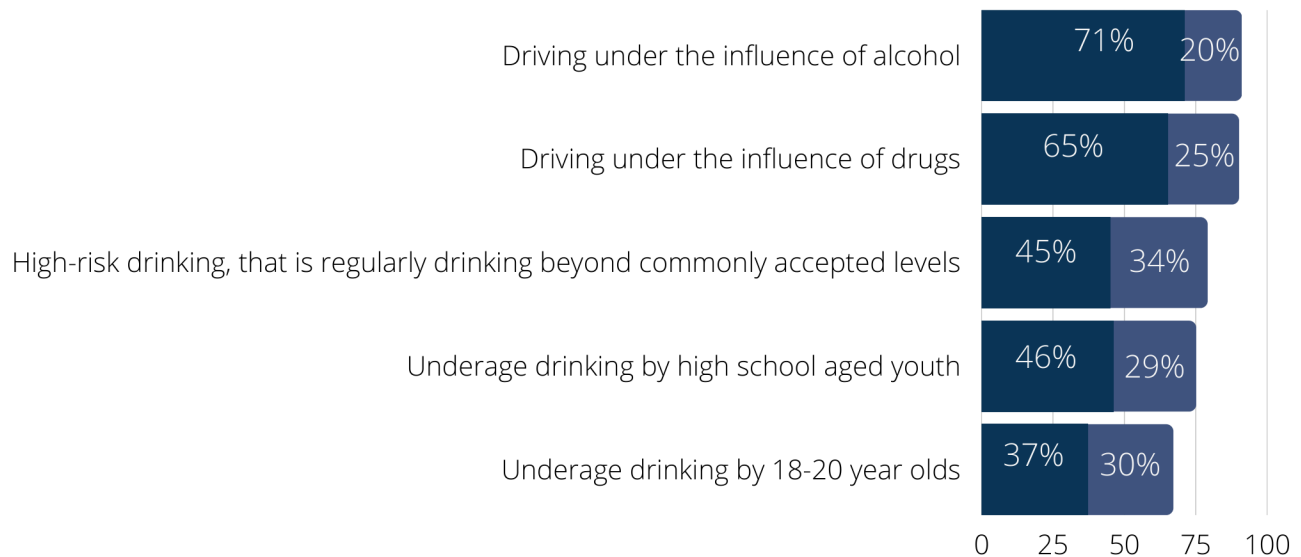 Driving under the influence of alcohol 71% 20%
Driving under the influence of drugs 65% 25%
High-risk drinking, that is regularly drinking beyond commonly accepted levels 45% 34%
Underage drinking by high school aged youth 46% 29%
Underage drinking by 18-20 year olds 37% 30%
0 25 50 75 100